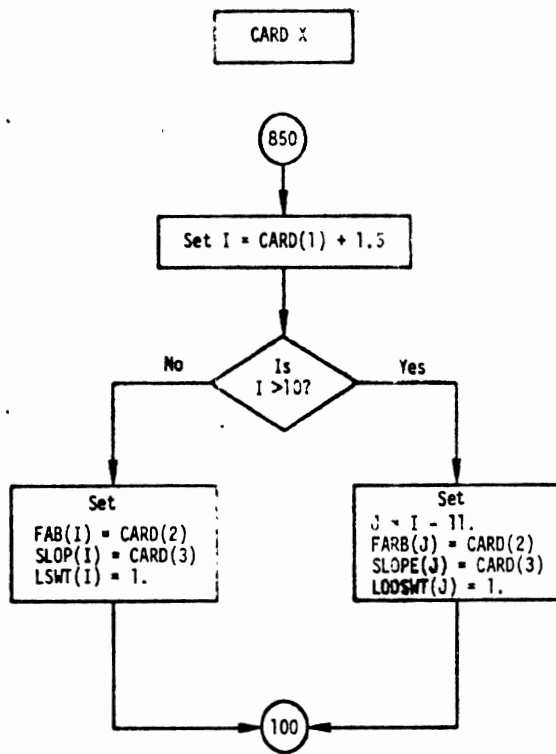 CARD X
850
Set I = CARD(1) + 1.5
No
Is
I >10?
Yes
Set
FAB(I) = CARD(2)
SLOP(I) = CARD(3)
LSWT(I) = 1.
Set
J = I - 11.
FARB(J) = CARD(2)
SLOPE(J) = CARD(3)
LODSWT(J) = 1.
100